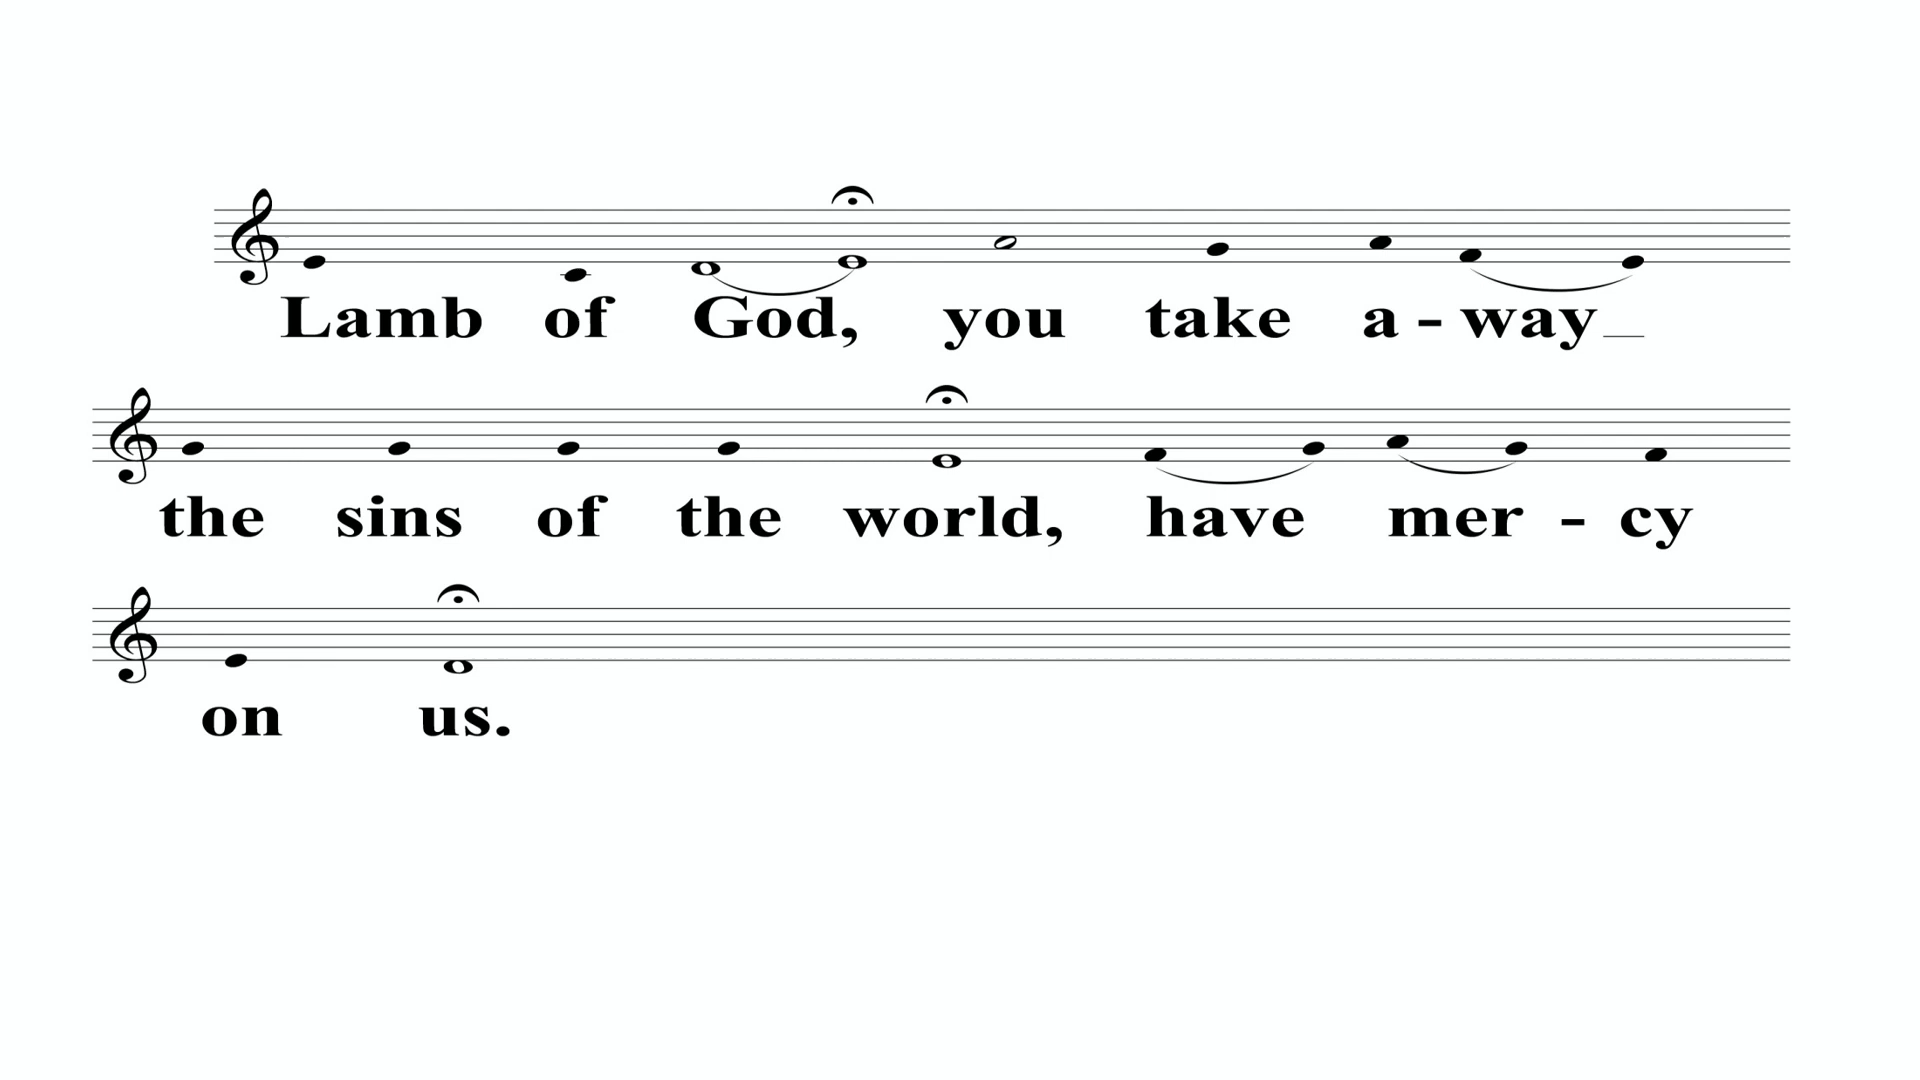 Lamb of God, you take a - way
the sins of the world, have mer - cy
on us.